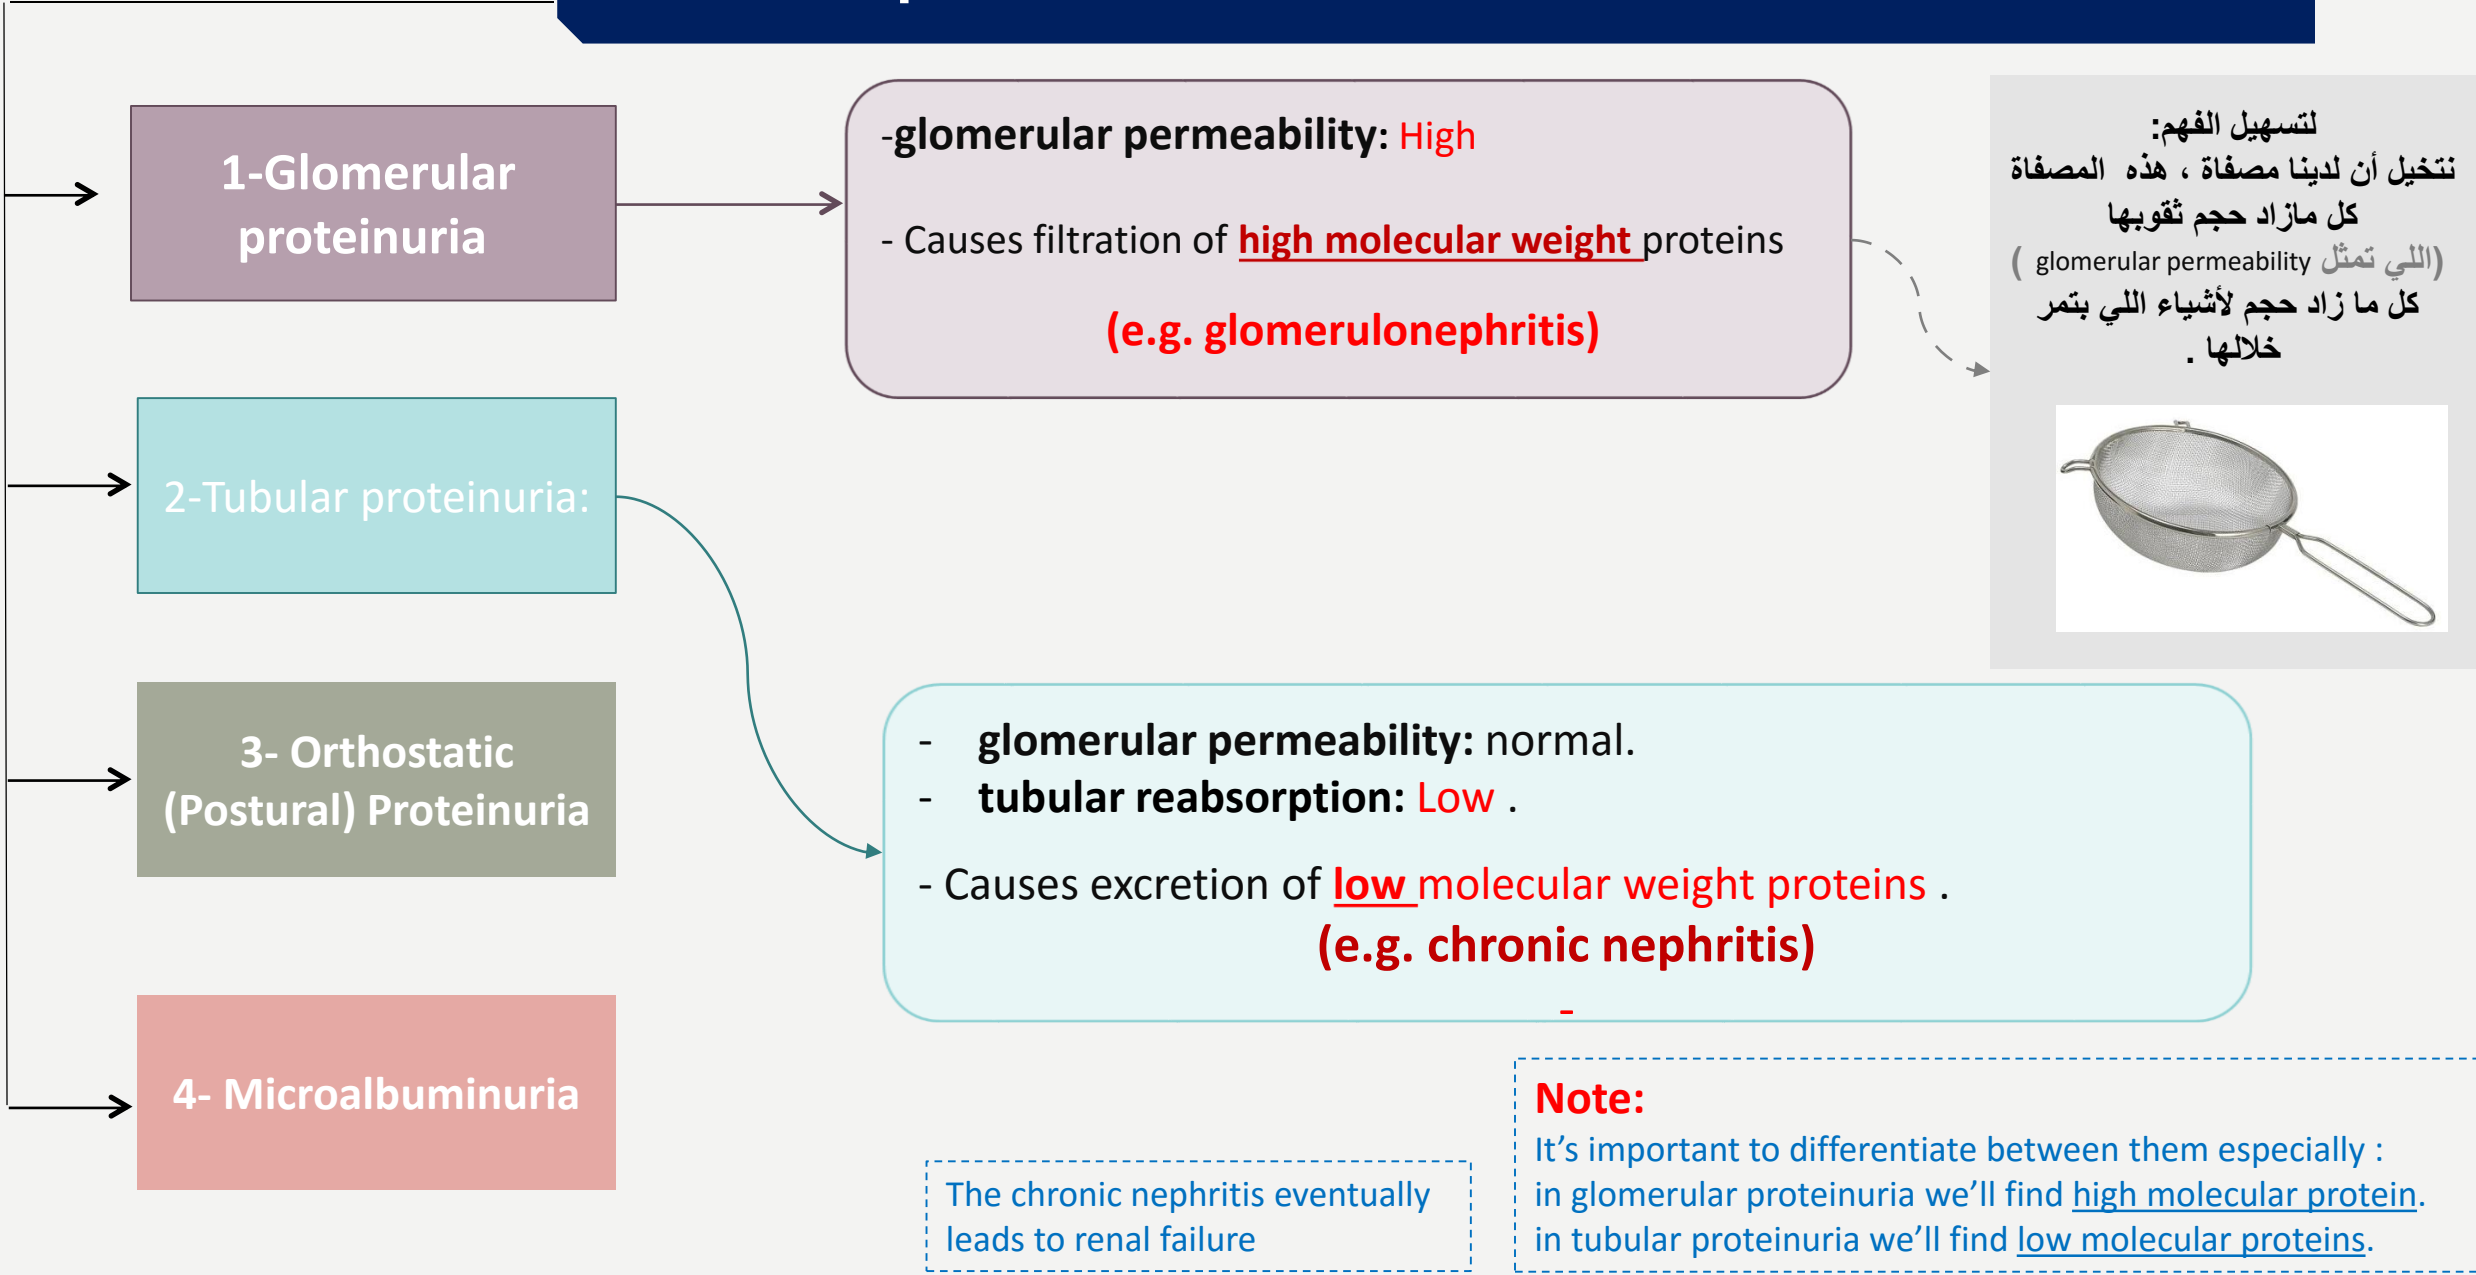 1-Glomerular
proteinuria
-glomerular permeability: High
- Causes filtration of high molecular weight proteins
(e.g. glomerulonephritis)
لتسهيل الفهم:
نتخيل أن لدينا مصفاة ، هذه المصفاة
كل مازاد حجم ثقوبها
(اللي تمثل glomerular permeability )
كل ما زاد حجم لأشياء اللي بتمر
خلالها .
2-Tubular proteinuria:
- glomerular permeability: normal.
- tubular reabsorption: Low .
- Causes excretion of low molecular weight proteins .
(e.g. chronic nephritis)
-
3- Orthostatic
(Postural) Proteinuria
4- Microalbuminuria
The chronic nephritis eventually
leads to renal failure
Note:
It’s important to differentiate between them especially :
in glomerular proteinuria we’ll find high molecular protein.
in tubular proteinuria we’ll find low molecular proteins.